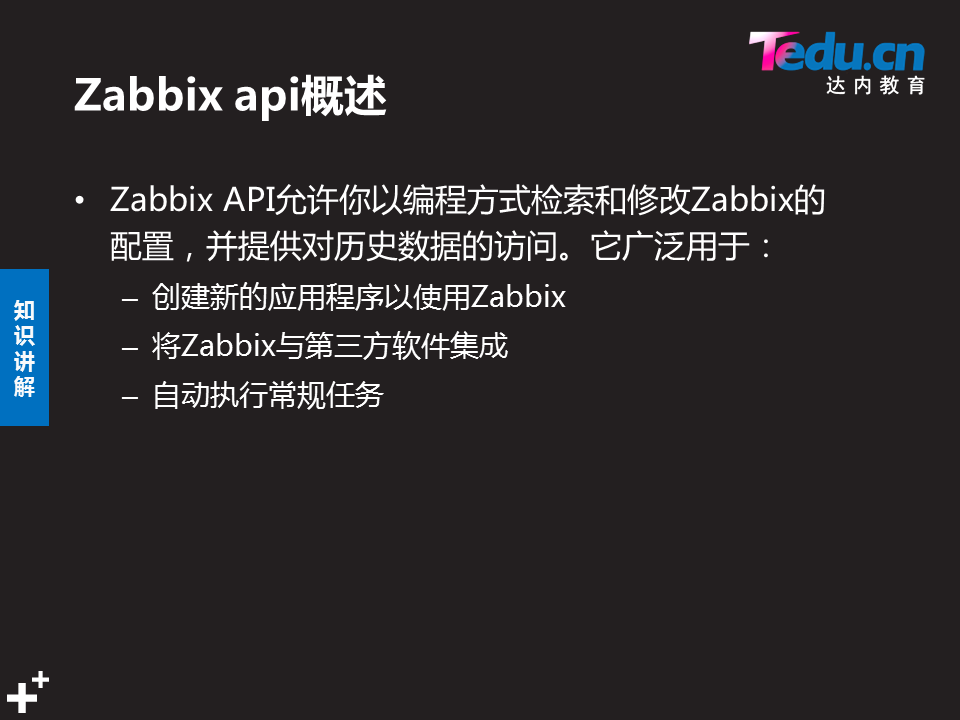 Tedu.cn
达内教育
Zabbix api概述
• Zabbix API允许你以编程方式检索和修改Zabbix的
配置，并提供对历史数据的访问。它广泛用于：
– 创建新的应用程序以使用Zabbix
– 将Zabbix与第三方软件集成
– 自动执行常规任务
知
识
讲
解